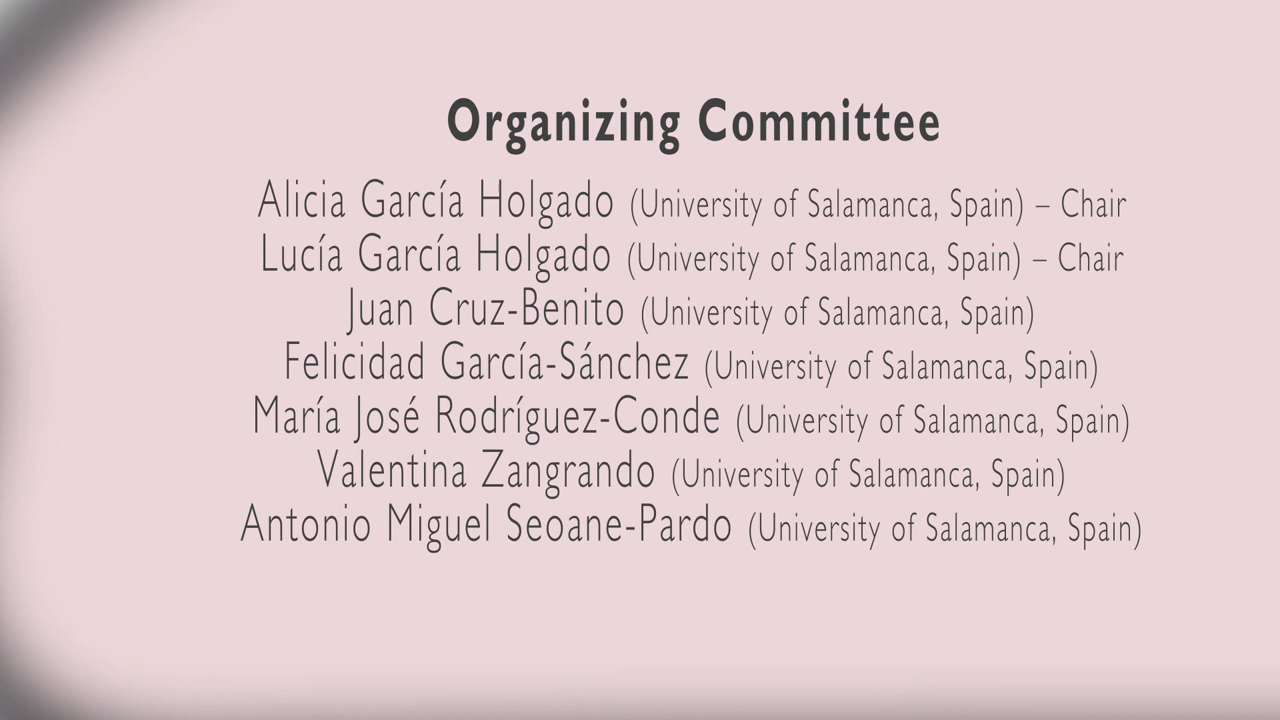 Organizing Committee
Alicia García Holgado (University of Salamanca, Spain) – Chair
Lucía García Holgado (University of Salamanca, Spain) – Chair
Juan Cruz-Benito (University of Salamanca, Spain)
Felicidad García-Sánchez (University of Salamanca, Spain)
María José Rodríguez-Conde (University of Salamanca, Spain)
Valentina Zangrando (University of Salamanca, Spain)
Antonio Miguel Seoane-Pardo (University of Salamanca, Spain)